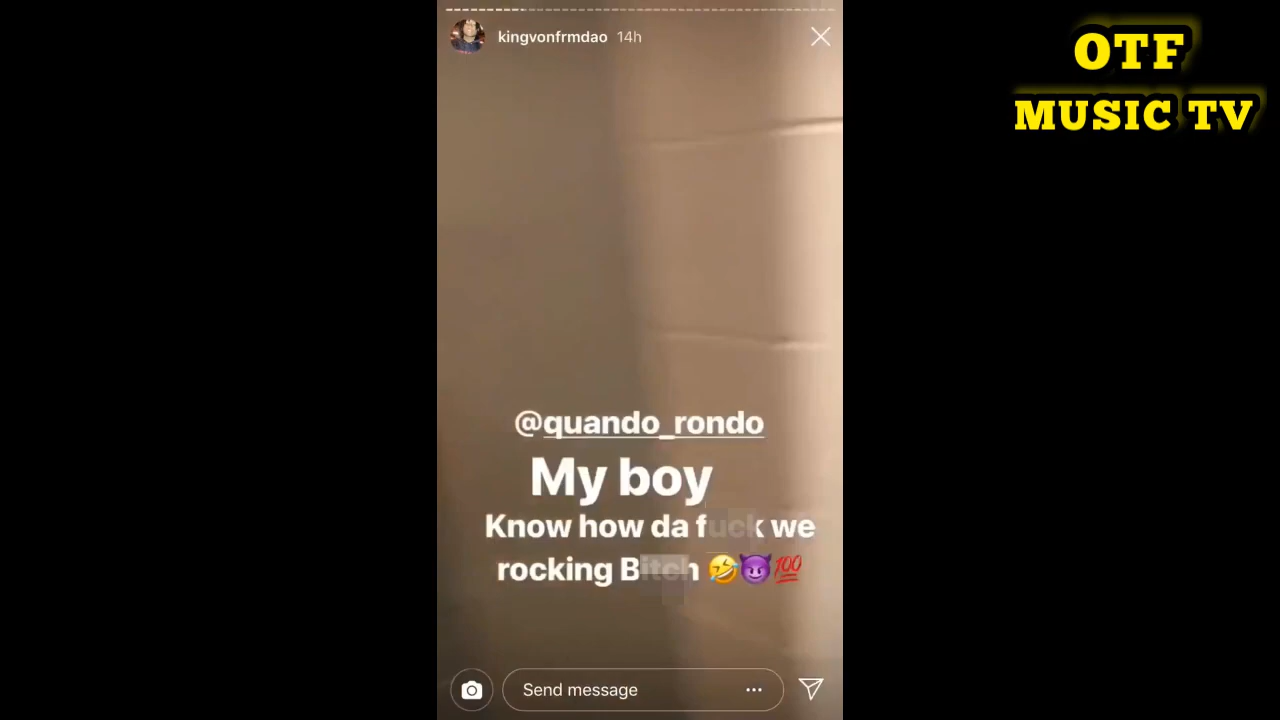 kingvonfrmdao 14h
OTF
MUSIC TV
@quando_rondo
My boy
Know how da fuck we
rocking Bitch 🤣😈💯
Send message